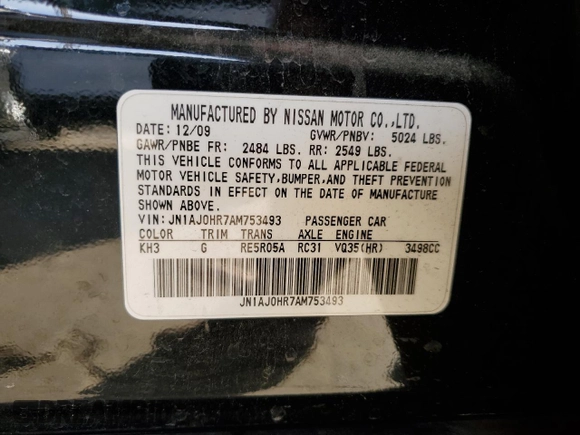 MANUFACTURED BY NISSAN MOTOR CO.,LTD.
DATE: 12/09 GVWR/PNBV: 5024 LBS.
GAWR/PNBE FR: 2484 LBS. RR: 2549 LBS.
THIS VEHICLE CONFORMS TO ALL APPLICABLE FEDERAL
MOTOR VEHICLE SAFETY,BUMPER,AND THEFT PREVENTION
STANDARDS IN EFFECT ON THE DATE OF MANUFACTURE
SHOWN ABOVE.
VIN: JN1AJ0HR7AM753493 PASSENGER CAR
COLOR TRIM TRANS AXLE ENGINE
KH3 G RE5R05A RC31 VQ35(HR) 3498CC
JN1AJ0HR7AM753493